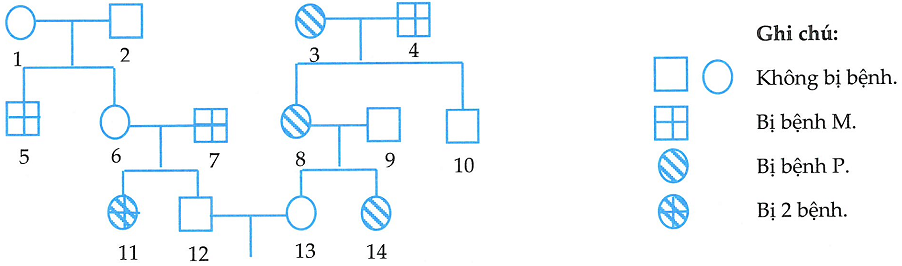 1 2 3 4
5 6 7 8 9 10
11 12 13 14
Ghi chú:
Không bị bệnh.
Bị bệnh M.
Bị bệnh P.
Bị 2 bệnh.